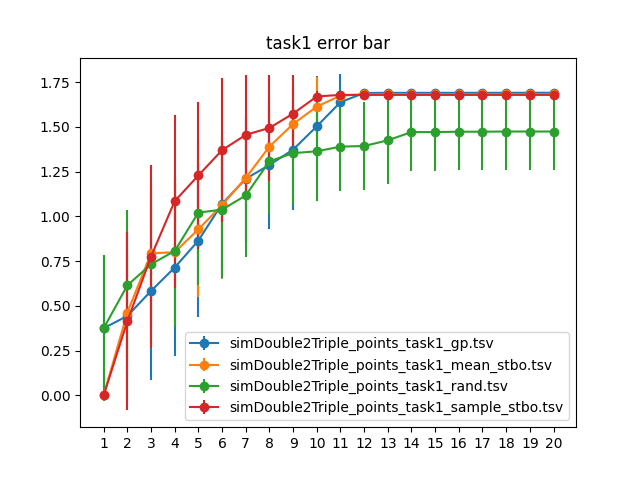 task1 error bar
1.75
1.50
1.25
1.00
0.75
0.50
0.25
0.00
simDouble2Triple_points_task1_gp.tsv
simDouble2Triple_points_task1_mean_stbo.tsv
simDouble2Triple_points_task1_rand.tsv
simDouble2Triple_points_task1_sample_stbo.tsv
1 2 3 4 5 6 7 8 9 10 11 12 13 14 15 16 17 18 19 20